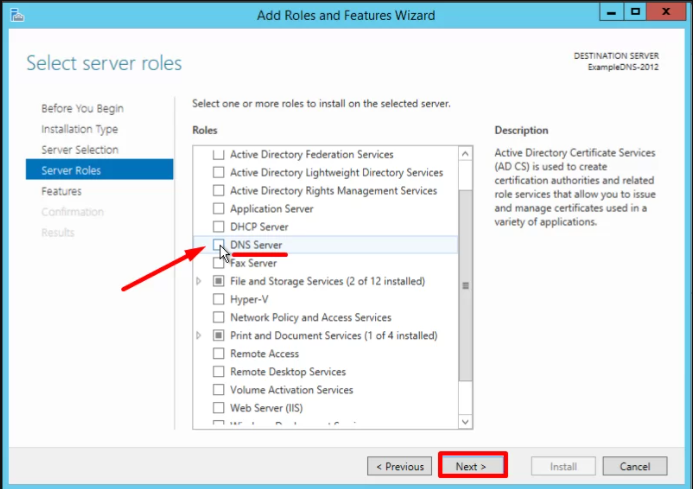 Add Roles and Features Wizard
Select server roles
DESTINATION SERVER
ExampleDNS-2012
Before You Begin
Installation Type
Server Selection
Server Roles
Features
Confirmation
Results
Select one or more roles to install on the selected server.
Roles
Active Directory Federation Services
Active Directory Lightweight Directory Services
Active Directory Rights Management Services
Application Server
DHCP Server
DNS Server
Fax Server
File and Storage Services (2 of 12 installed)
Hyper-V
Network Policy and Access Services
Print and Document Services (1 of 4 installed)
Remote Access
Remote Desktop Services
Volume Activation Services
Web Server (IIS)
Description
Active Directory Certificate Services
(AD CS) is used to create
certification authorities and related
role services that allow you to issue
and manage certificates used in a
variety of applications.
< Previous
Next >
Install
Cancel